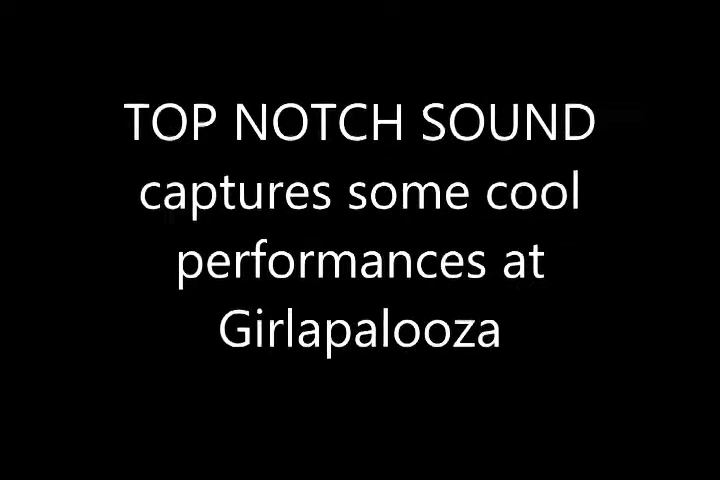 TOP NOTCH SOUND
captures some cool
performances at
Girlapalooza